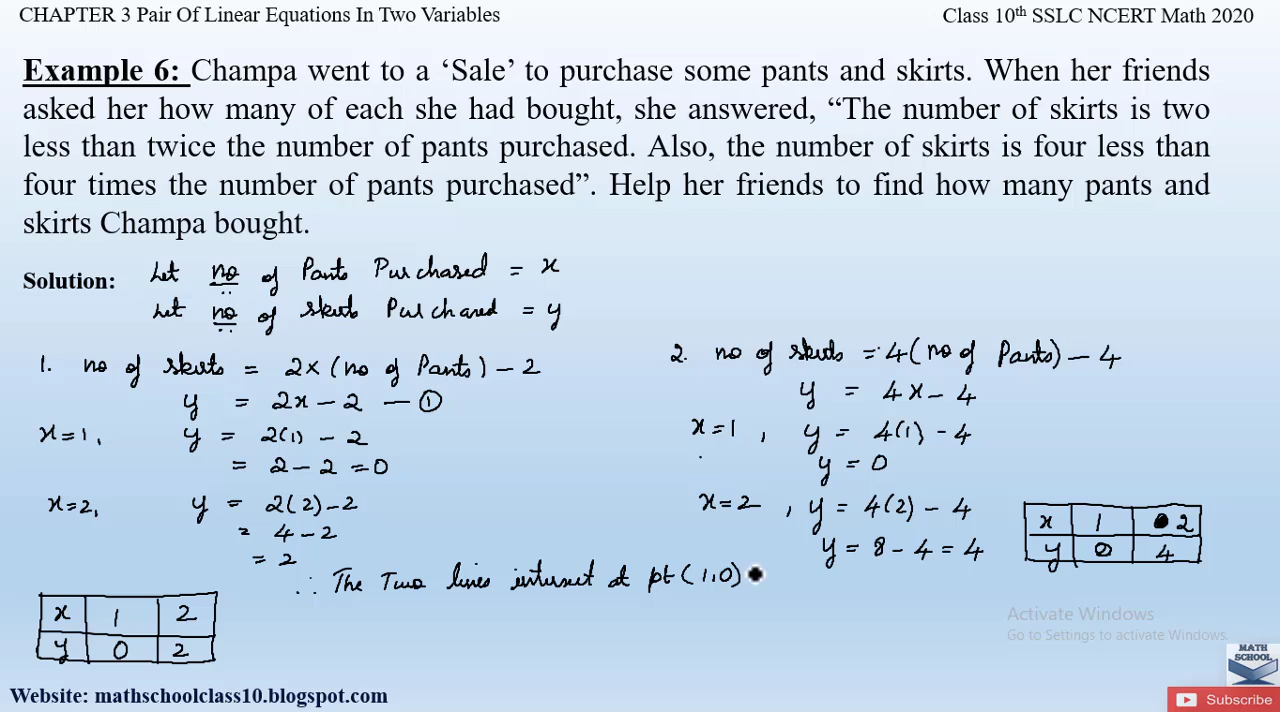 CHAPTER 3 Pair Of Linear Equations In Two Variables
Class 10th SSLC NCERT Math 2020
Example 6: Champa went to a ‘Sale’ to purchase some pants and skirts. When her friends
asked her how many of each she had bought, she answered, “The number of skirts is two
less than twice the number of pants purchased. Also, the number of skirts is four less than
four times the number of pants purchased”. Help her friends to find how many pants and
skirts Champa bought.
Solution: Let no of Pants Purchased = x
Let no of skirts Purchased = y
1. no of skirts = 2x (no of Pants) - 2
y = 2x - 2 — ①
x=1, y = 2(1) - 2
= 2 - 2 = 0
x=2, y = 2(2) - 2
= 4 - 2
= 2
2. no of skirts = 4(no of Pants) - 4
y = 4x - 4
x=1, y = 4(1) - 4
y = 0
x=2, y = 4(2) - 4
y = 8 - 4 = 4
x 1 2
y 0 4
∴ The Two lines intersect at pt (1,0)
x 1 2
y 0 2
Activate Windows
Go to Settings to activate Windows.
MATH
SCHOOL
Website: mathschoolclass10.blogspot.com
Subscribe